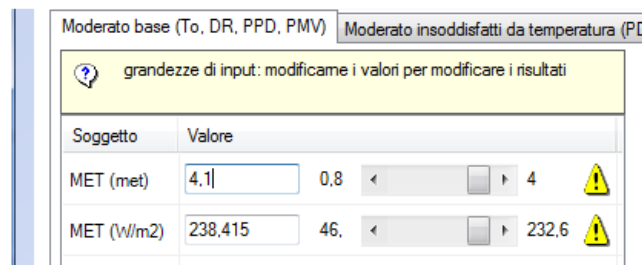 Moderato base (To, DR, PPD, PMV) Moderato insoddisfatti da temperatura (PD
grandezze di input: modificarne i valori per modificare i risultati
Soggetto Valore
MET (met) 4,1 0,8 4
MET (W/m2) 238,415 46, 232,6